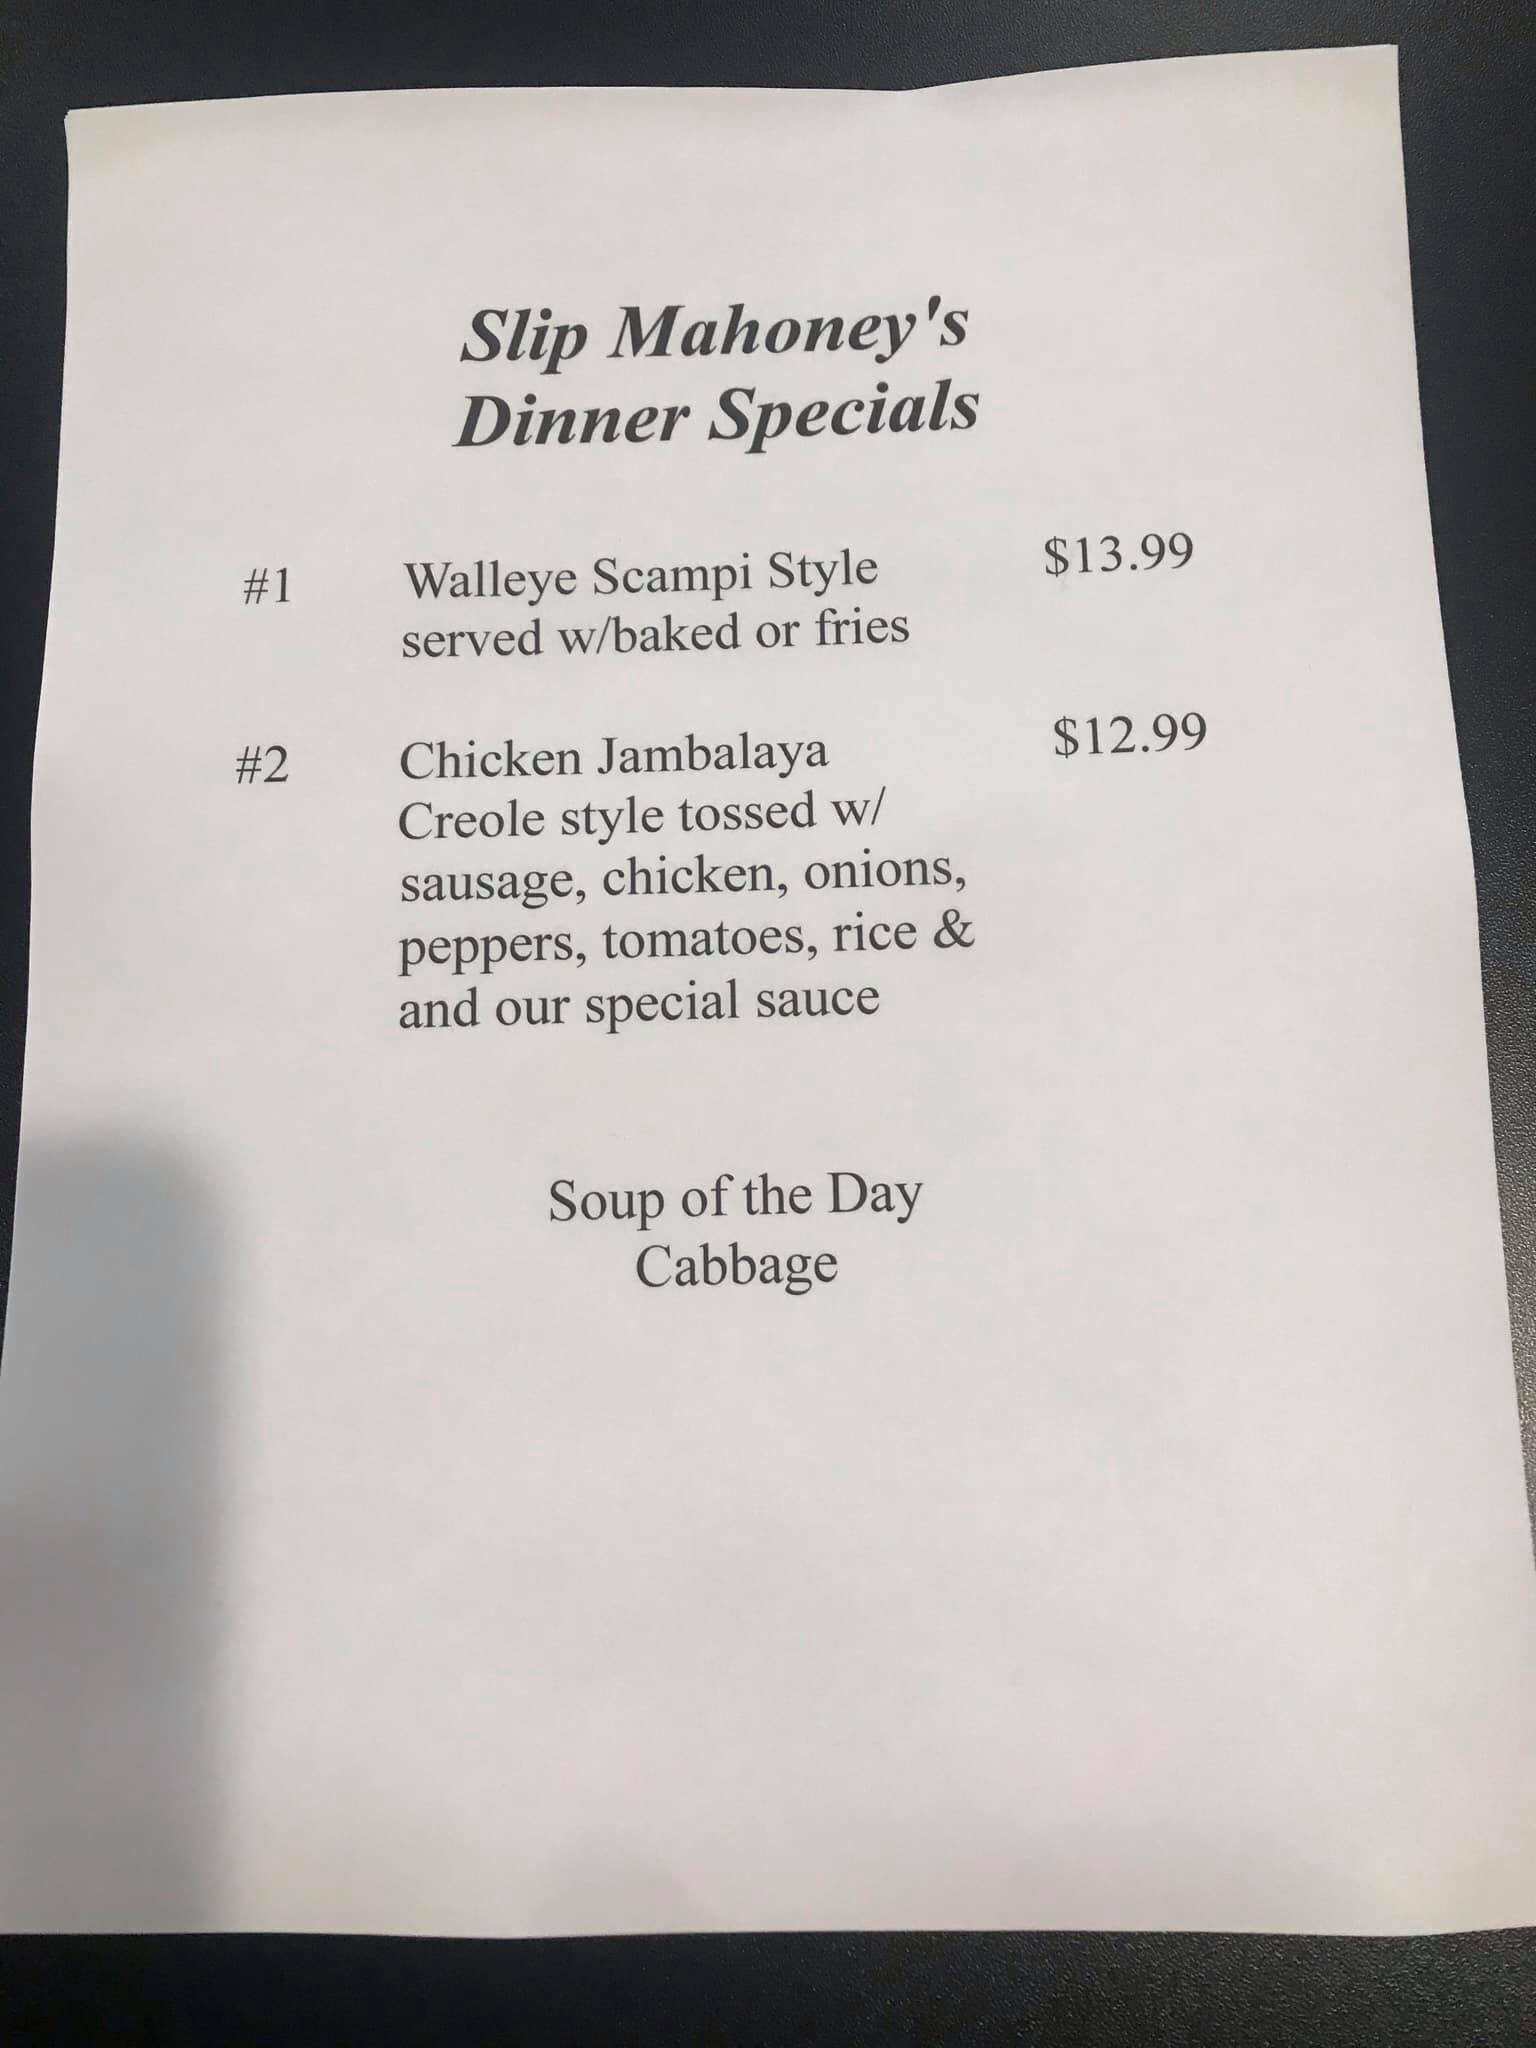 Slip Mahoney's
Dinner Specials
#1 Walleye Scampi Style $13.99
served w/baked or fries
#2 Chicken Jambalaya $12.99
Creole style tossed w/
sausage, chicken, onions,
peppers, tomatoes, rice &
and our special sauce
Soup of the Day
Cabbage